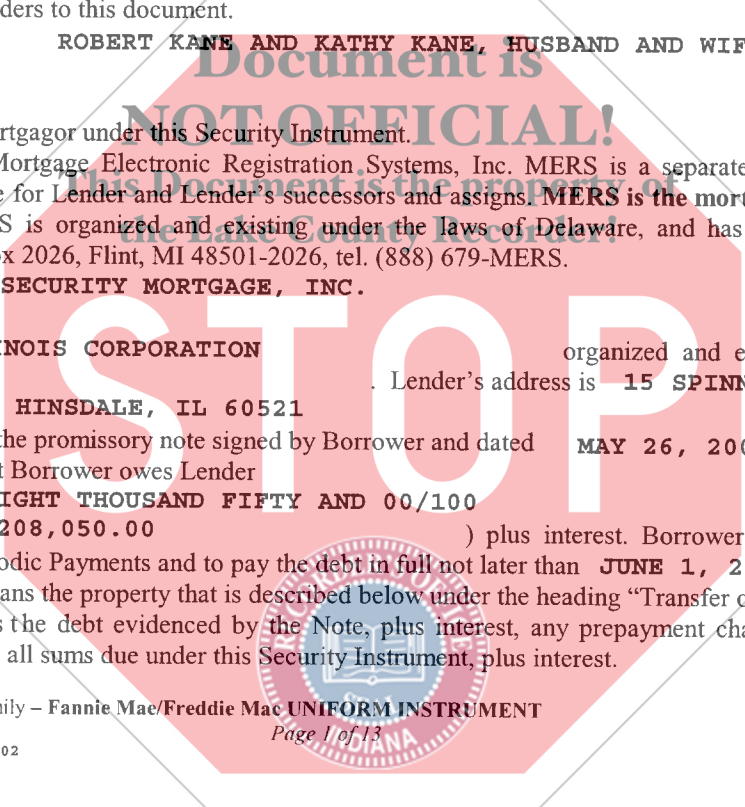 ders to this document.
ROBERT KANE AND KATHY KANE, HUSBAND AND WIF
Document is
NOT OFFICIAL!
rtgagor under this Security Instrument.
Mortgage Electronic Registration Systems, Inc. MERS is a separate
This Document is the property of
e for Lender and Lender's successors and assigns. MERS is the mort
S is organized and existing under the laws of Delaware, and has
the Lake County Recorder!
x 2026, Flint, MI 48501-2026, tel. (888) 679-MERS.
SECURITY MORTGAGE, INC.
STOP
NOIS CORPORATION organized and e
. Lender's address is 15 SPINN
HINSDALE, IL 60521
the promissory note signed by Borrower and dated MAY 26, 200
t Borrower owes Lender
IGHT THOUSAND FIFTY AND 00/100
208,050.00 ) plus interest. Borrower
odic Payments and to pay the debt in full not later than JUNE 1, 2
ans the property that is described below under the heading “Transfer o
s the debt evidenced by the Note, plus interest, any prepayment cha
all sums due under this Security Instrument, plus interest.
SEAL
INDIANA
nily – Fannie Mae/Freddie Mac UNIFORM INSTRUMENT
Page 1 of 13
02